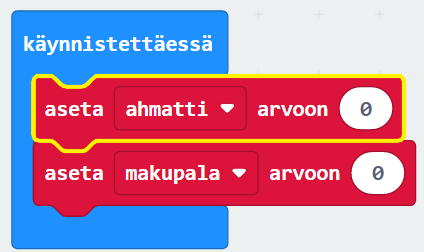 käynnistettäessä
aseta ahmatti arvoon 0
aseta makupala arvoon 0